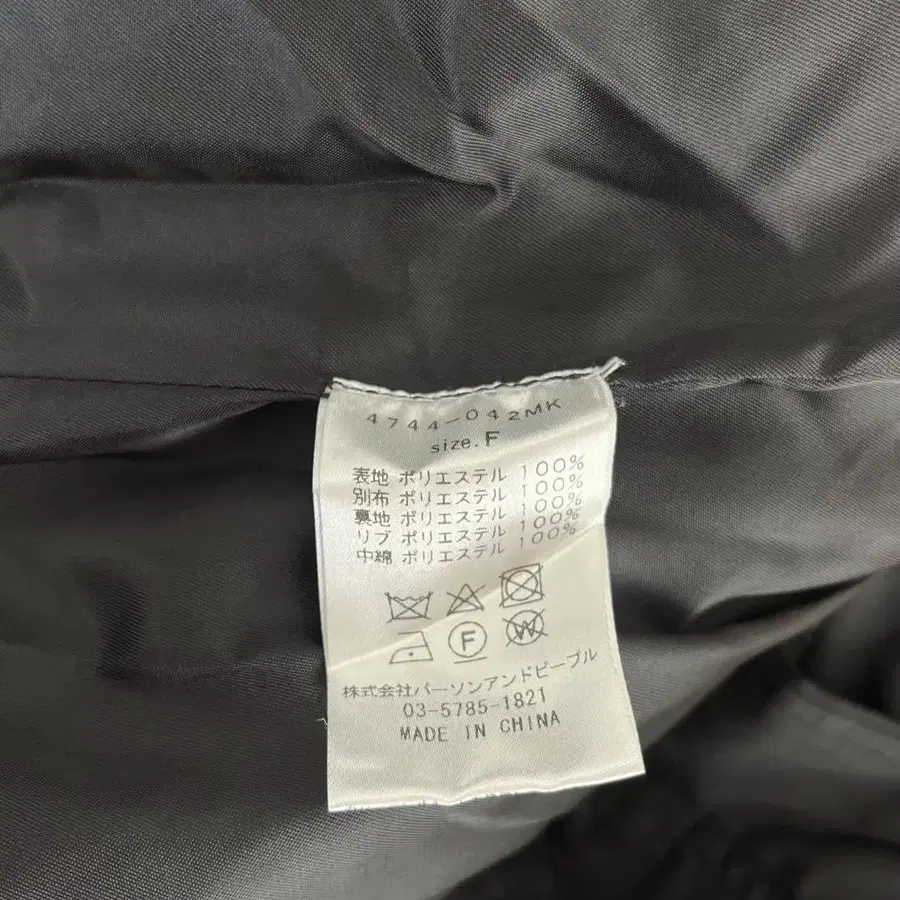 4744-042MK
size.F
表地 ポリエステル 100%
別布 ポリエステル 100%
裏地 ポリエステル 100%
リブ ポリエステル 100%
中綿 ポリエステル 100%
F W
株式会社パーソンアンドピープル
03-5785-1821
MADE IN CHINA